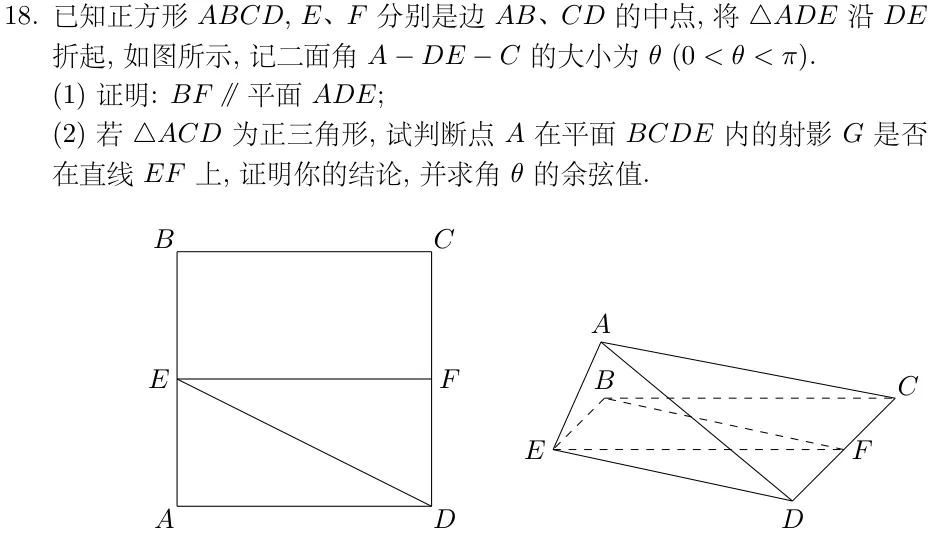 18. 已知正方形 ABCD, E、F 分别是边 AB、CD 的中点, 将 △ADE 沿 DE
折起, 如图所示, 记二面角 A − DE − C 的大小为 θ (0 < θ < π).
(1) 证明: BF ∥ 平面 ADE;
(2) 若 △ACD 为正三角形, 试判断点 A 在平面 BCDE 内的射影 G 是否
在直线 EF 上, 证明你的结论, 并求角 θ 的余弦值.
B C
E F
A D
A
B C
E F
D